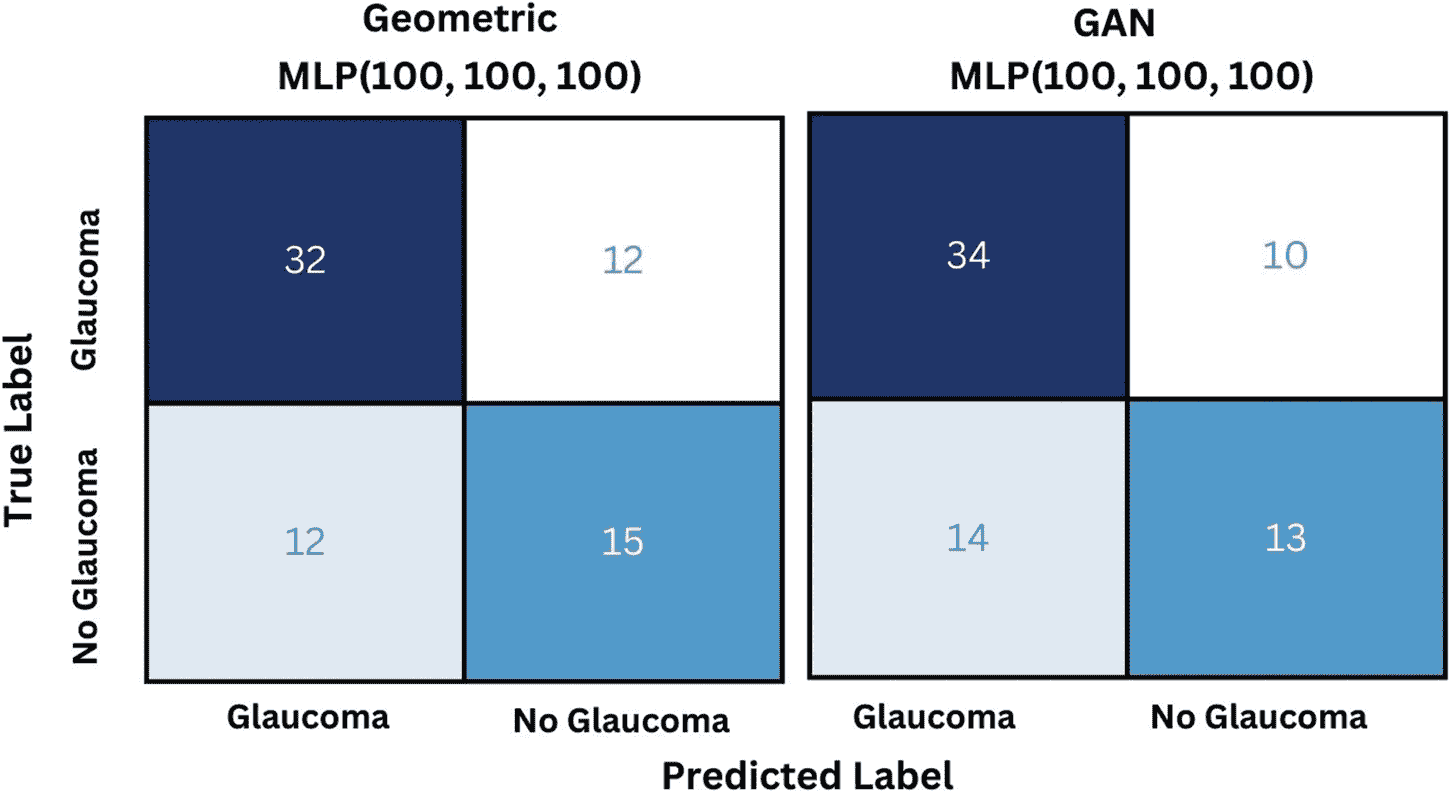 Geometric
MLP(100, 100, 100)
GAN
MLP(100, 100, 100)
True Label
Glaucoma
No Glaucoma
32
12
12
15
34
10
14
13
Glaucoma
No Glaucoma
Glaucoma
No Glaucoma
Predicted Label